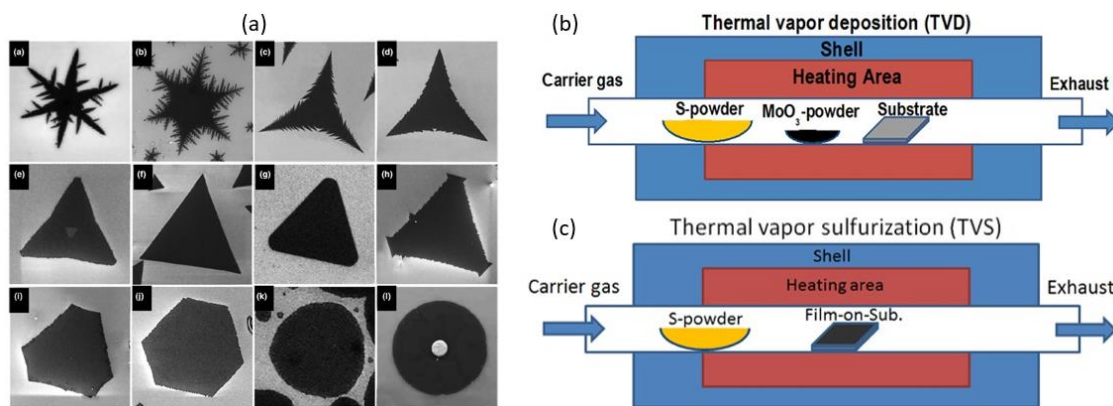 (a)
(a)
(b)
(c)
(d)
(e)
(f)
(g)
(h)
(i)
(j)
(k)
(l)
(b)
Thermal vapor deposition (TVD)
Shell
Heating Area
Carrier gas
Exhaust
S-powder
MoO₃-powder
Substrate
(c)
Thermal vapor sulfurization (TVS)
Shell
Heating area
Carrier gas
Exhaust
S-powder
Film-on-Sub.